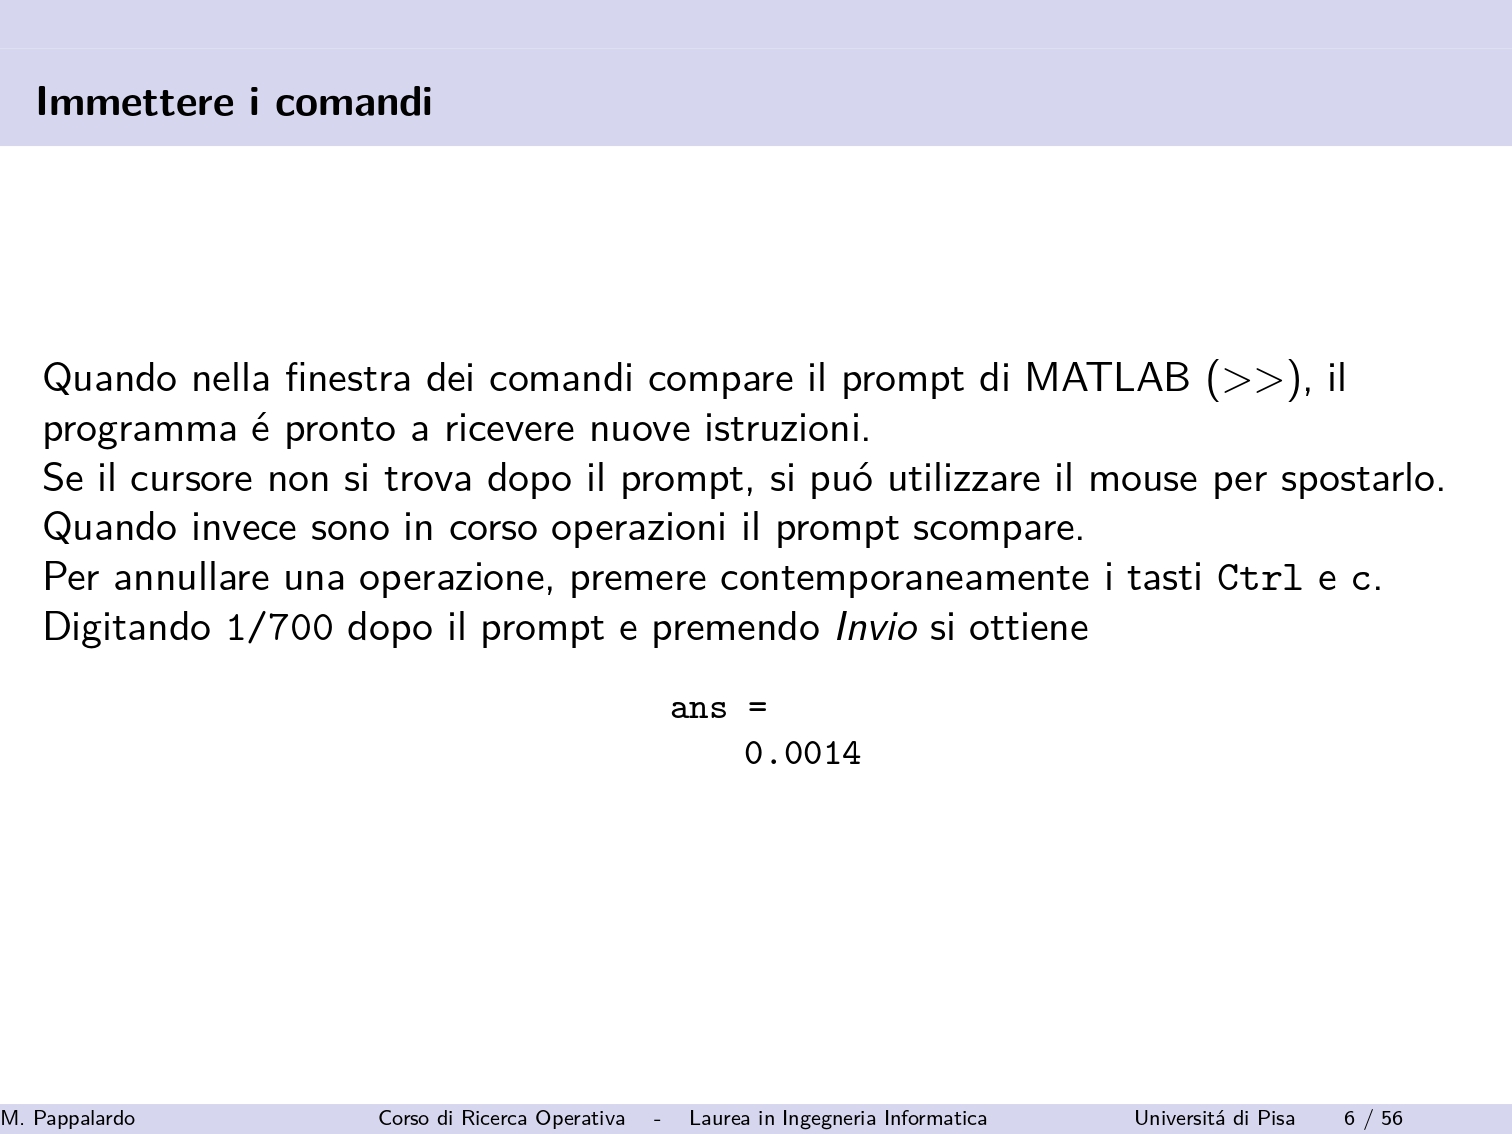 Immettere i comandi
Quando nella finestra dei comandi compare il prompt di MATLAB (>>), il
programma é pronto a ricevere nuove istruzioni.
Se il cursore non si trova dopo il prompt, si puó utilizzare il mouse per spostarlo.
Quando invece sono in corso operazioni il prompt scompare.
Per annullare una operazione, premere contemporaneamente i tasti Ctrl e c.
Digitando 1/700 dopo il prompt e premendo Invio si ottiene
ans =
0.0014
M. Pappalardo Corso di Ricerca Operativa - Laurea in Ingegneria Informatica Universitá di Pisa 6 / 56